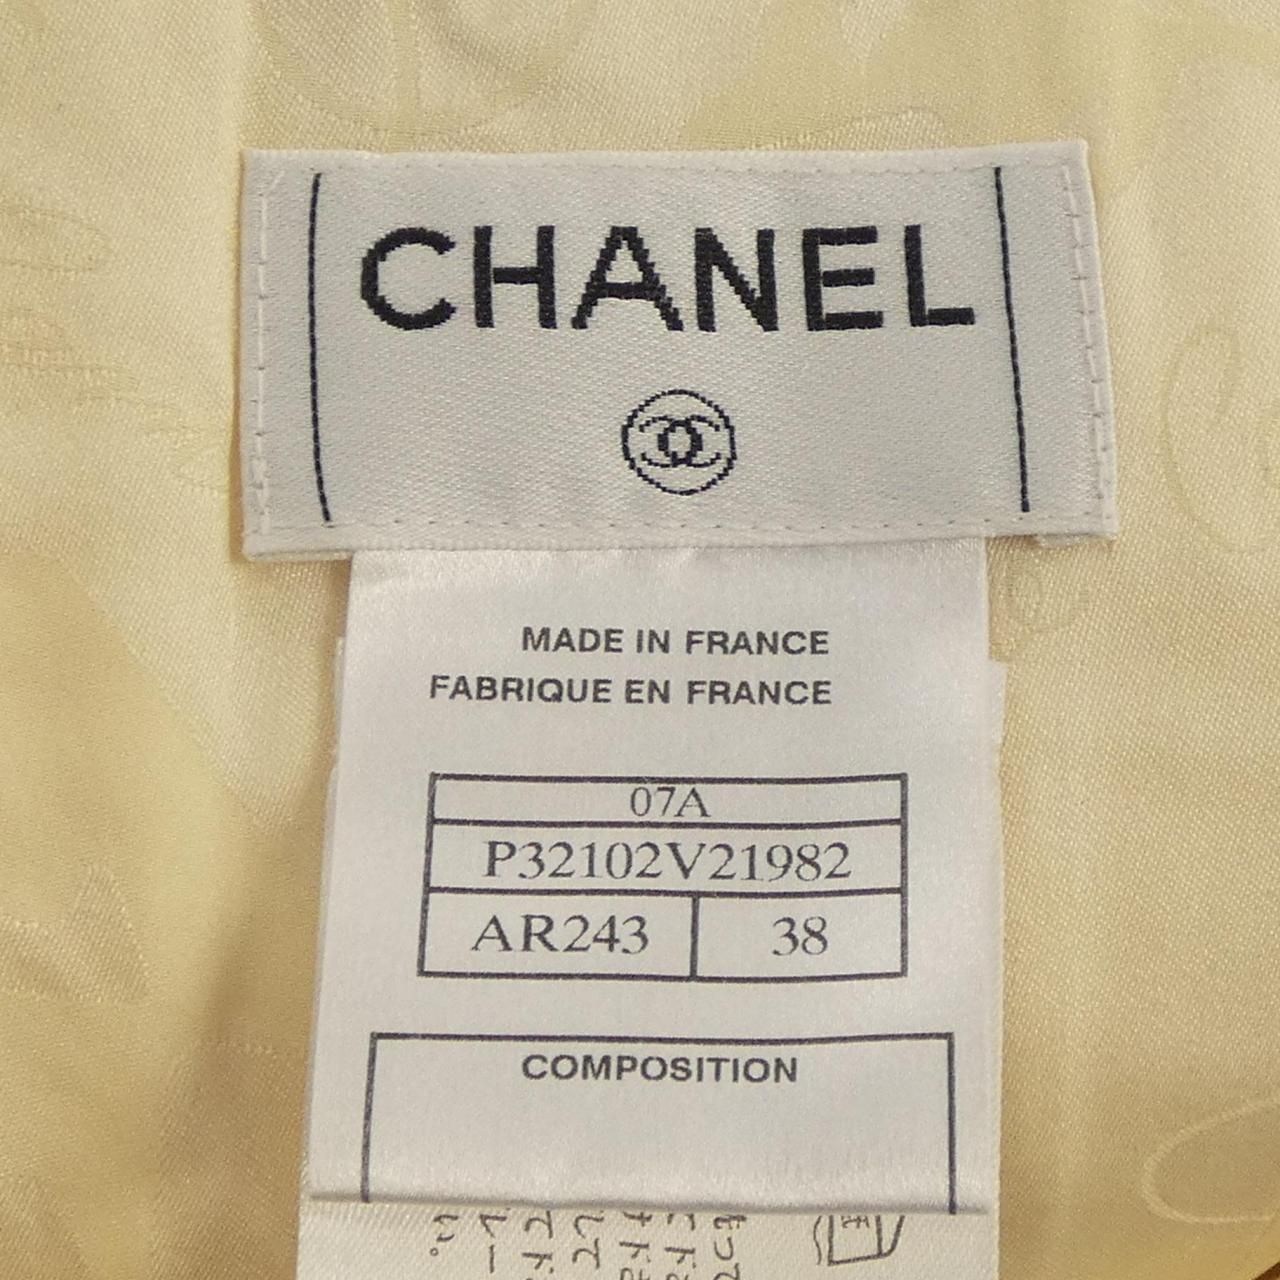 CHANEL
MADE IN FRANCE
FABRIQUE EN FRANCE
07A
P32102V21982
AR243 38
COMPOSITION